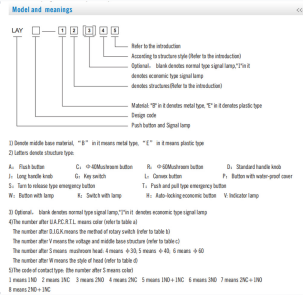 Model and meanings <<
LAY □ — 1 2 [3] 4 5
Refer to the introduction
According to structure style (Refer to the introduction)
Optional: blank denotes normal type signal lamp,"J"in it
denotes economy type signal lamp
denotes structures(Refer to the introduction)
Material: "B" in it denotes metal type, "E" in it denotes plastic type
Design code
Push button and Signal lamp
1) Denote middle base material, "B" in it means metal type, "E" in it means plastic type
2) Letters denote structure type:
A: Flush button C: Φ40Mushroom button R: Φ60Mushroom button D: Standard handle knob
J: Long handle knob G: Key switch L: Convex button P: Button with water-proof cover
S: Turn to release type emergency button T: Push and pull type emergency button
W: Button with lamp K: Switch with lamp H: Auto-locking economic button V: Indicator lamp
3) Optional: blank denotes normal type signal lamp,"J"in it denotes economic type signal lamp
4)The number after U.A.P.C.R.T.L means color (refer to table a)
The number after D.J.G.K means the method of rotary switch (refer to table b)
The number after V means the voltage and middle base structure (refer to table c)
The number after S means mushroom head. 4 means Φ30, 5 means Φ40, 6 means Φ60
The number after W means the style of head (refer to table d)
5)The code of contact type: (the number after S means color)
1 means 1NO 2 means 1NC 3 means 2NO 4 means 2NC 5 means 1NO+1NC 6 means 3NO 7 means 2NC+1NO
8 means 2NO+1NC